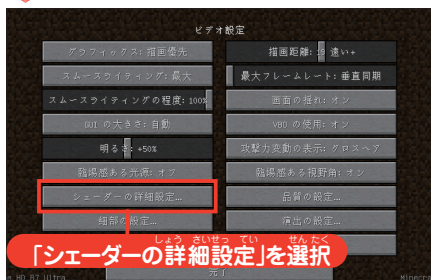 ビデオ設定
グラフィックス: 描画優先
描画距離: 19 遠い+
スムースライティング: 最大
最大フレームレート: 垂直同期
スムースライティングの程度: 100%
画面の揺れ: オン
GUI の大きさ: 自動
VBO の使用: オン
明るさ: +50%
攻撃力変動の表示: クロスヘア
臨場感ある光源: オフ
臨場感ある視野角: オン
シェーダーの詳細設定...
品質の設定...
細部の設定...
演出の設定...
しょう さいせっ てい せんたく
「シェーダーの詳細設定」を選択
完了
HD B7 Ultra
Minecr